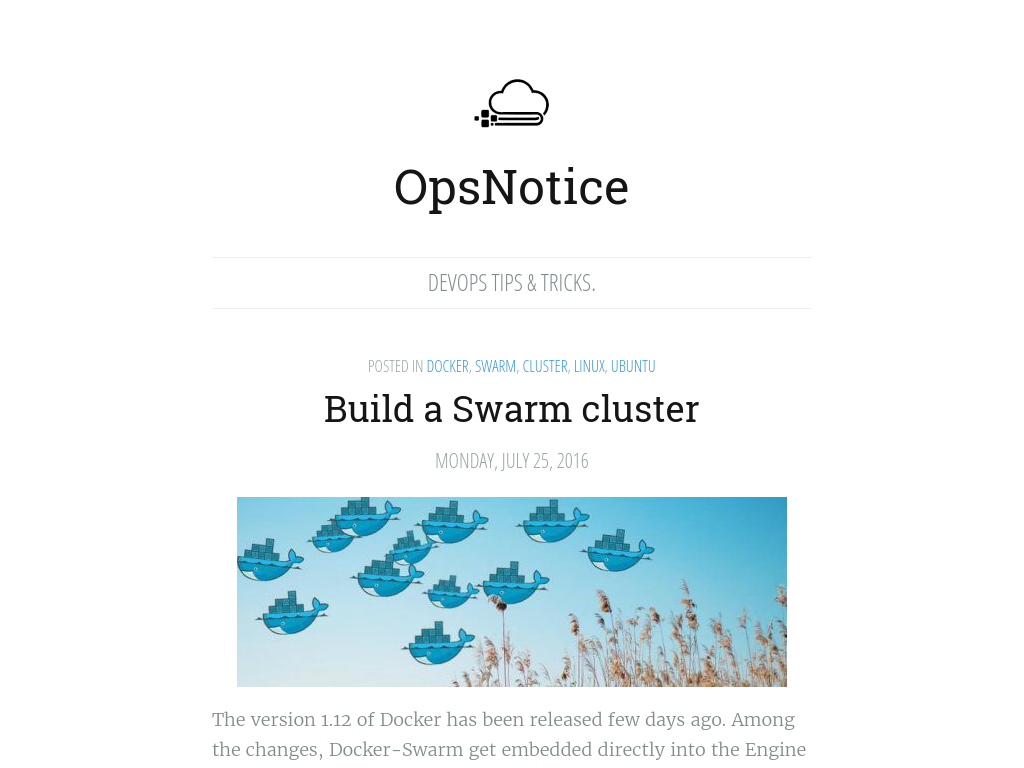 OpsNotice
DEVOPS TIPS & TRICKS.
POSTED IN DOCKER, SWARM, CLUSTER, LINUX, UBUNTU
Build a Swarm cluster
MONDAY, JULY 25, 2016
The version 1.12 of Docker has been released few days ago. Among
the changes, Docker-Swarm get embedded directly into the Engine